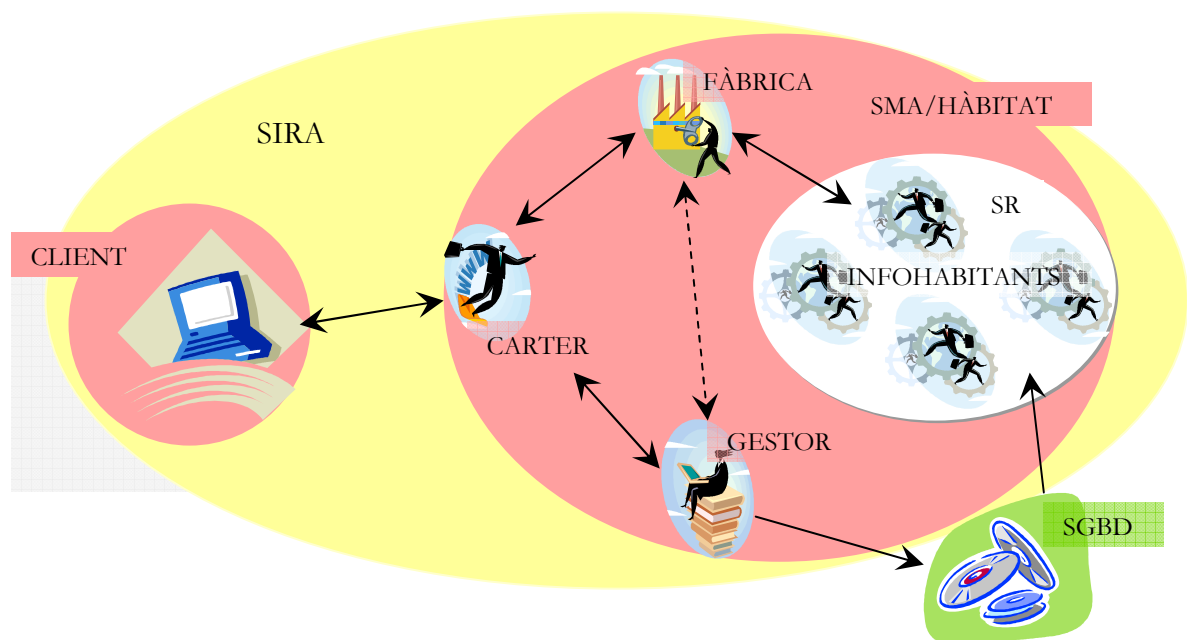 FÀBRICA
SMA/HÀBITAT
SIRA
SR
CLIENT
INFOHABITANTS
CARTER
GESTOR
SGBD